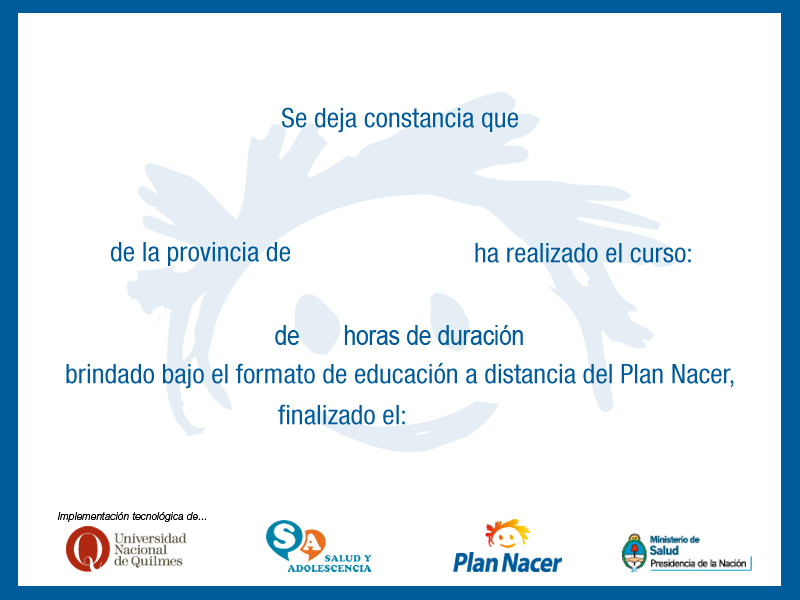 Se deja constancia que
de la provincia de ha realizado el curso:
de horas de duración
brindado bajo el formato de educación a distancia del Plan Nacer,
finalizado el:
Implementación tecnológica de...
Universidad
Nacional
de Quilmes
SA
SALUD Y
ADOLESCENCIA
Plan Nacer
Ministerio de
Salud
Presidencia de la Nación